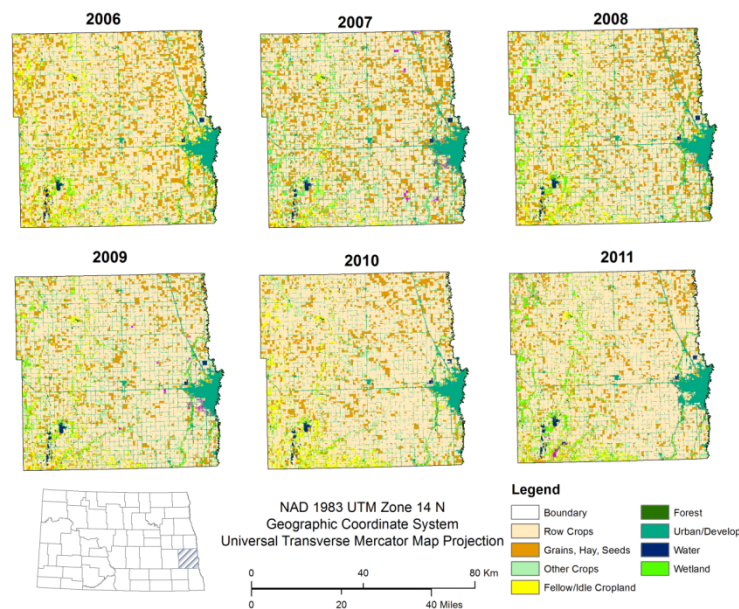 2006
2007
2008
2009
2010
2011
NAD 1983 UTM Zone 14 N
Geographic Coordinate System
Universal Transverse Mercator Map Projection
0 40 80 Km
0 20 40 Miles
Legend
Boundary
Row Crops
Grains, Hay, Seeds
Other Crops
Fellow/Idle Cropland
Forest
Urban/Develop
Water
Wetland